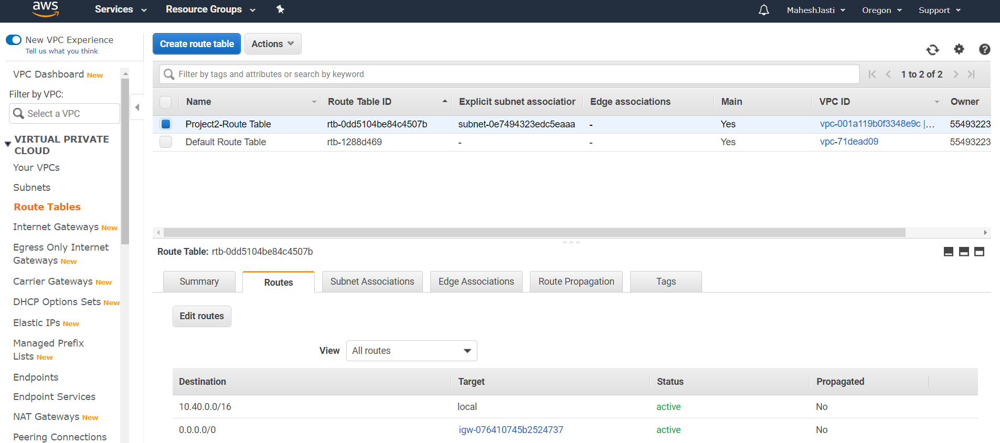 aws Services Resource Groups MaheshJasti Oregon Support
New VPC Experience
Tell us what you think
VPC Dashboard New
Filter by VPC:
Select a VPC
VIRTUAL PRIVATE
CLOUD
Your VPCs
Subnets
Route Tables
Internet Gateways New
Egress Only Internet
Gateways New
Carrier Gateways New
DHCP Options Sets New
Elastic IPs New
Managed Prefix
Lists New
Endpoints
Endpoint Services
NAT Gateways New
Peering Connections
Create route table Actions
Filter by tags and attributes or search by keyword 1 to 2 of 2
Name Route Table ID Explicit subnet association Edge associations Main VPC ID Owner
Project2-Route Table rtb-0dd5104be84c4507b subnet-0e7494323edc5eaaa - Yes vpc-001a119b0f3348e9c |... 55493223
Default Route Table rtb-1288d469 - - Yes vpc-71dead09 55493223
Route Table: rtb-0dd5104be84c4507b
Summary Routes Subnet Associations Edge Associations Route Propagation Tags
Edit routes
View All routes
Destination Target Status Propagated
10.40.0.0/16 local active No
0.0.0.0/0 igw-076410745b2524737 active No